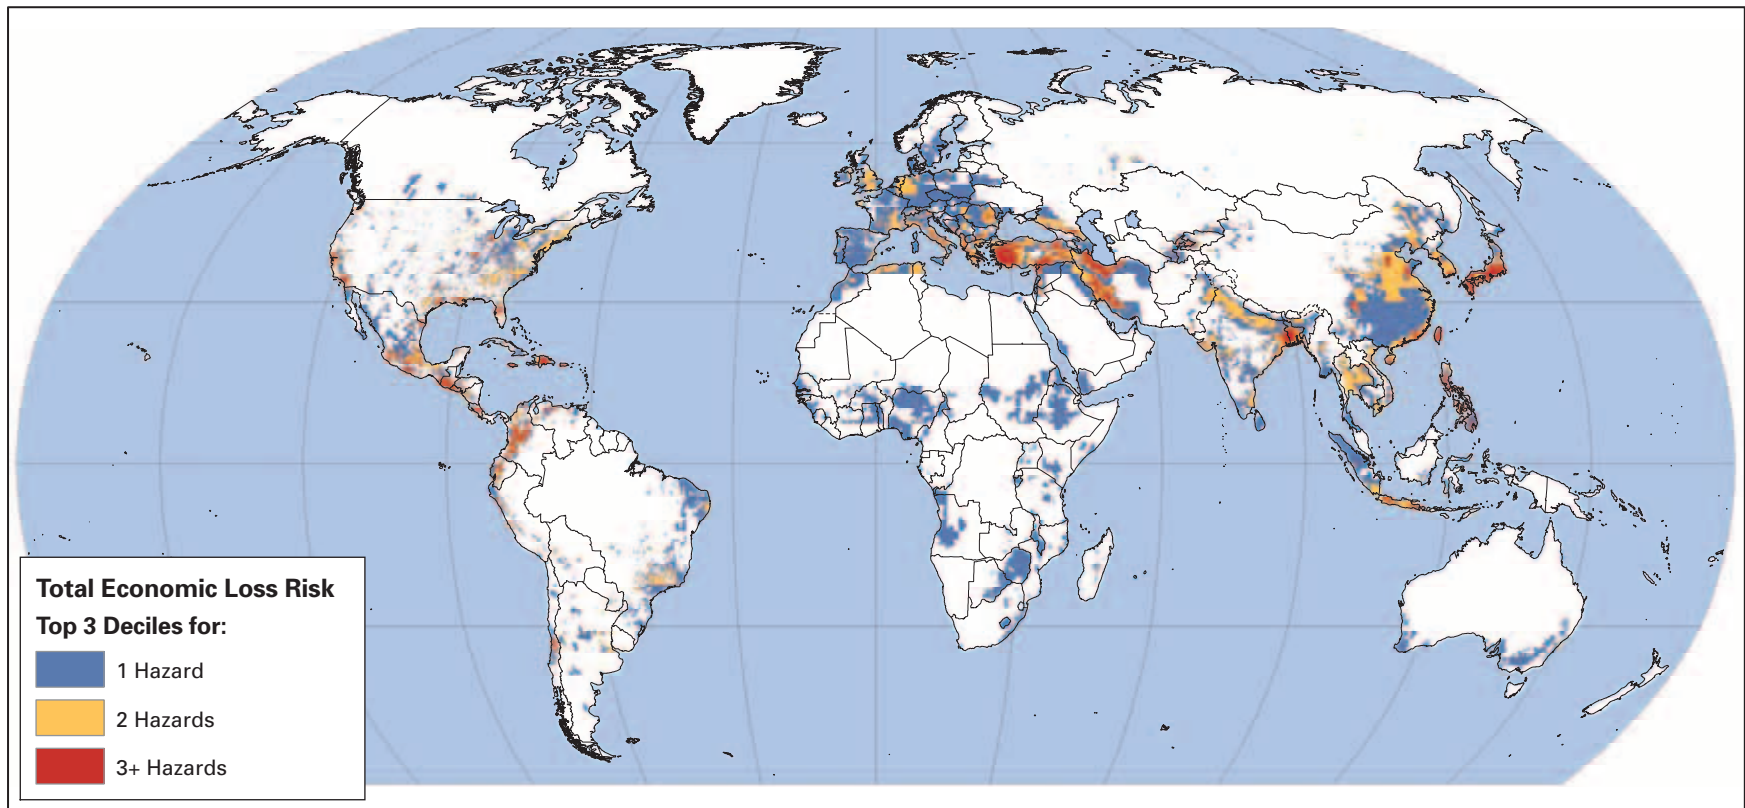 Total Economic Loss Risk
Top 3 Deciles for:
1 Hazard
2 Hazards
3+ Hazards